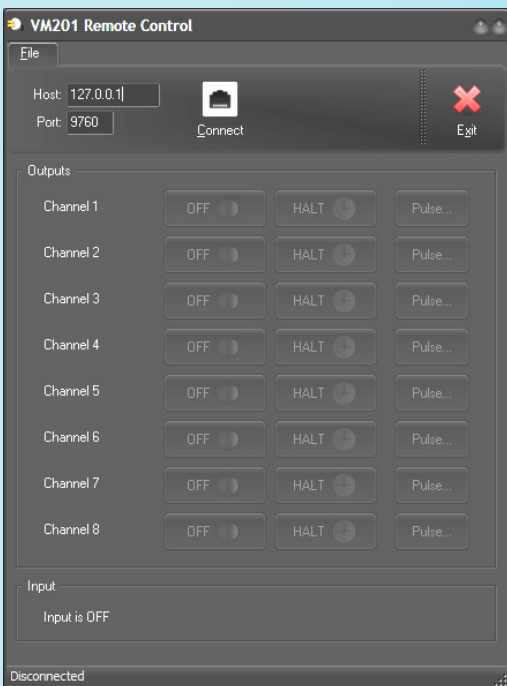 VM201 Remote Control
File
Host: 127.0.0.1
Port: 9760
Connect
Exit
Outputs
Channel 1 OFF HALT Pulse...
Channel 2 OFF HALT Pulse...
Channel 3 OFF HALT Pulse...
Channel 4 OFF HALT Pulse...
Channel 5 OFF HALT Pulse...
Channel 6 OFF HALT Pulse...
Channel 7 OFF HALT Pulse...
Channel 8 OFF HALT Pulse...
Input
Input is OFF
Disconnected